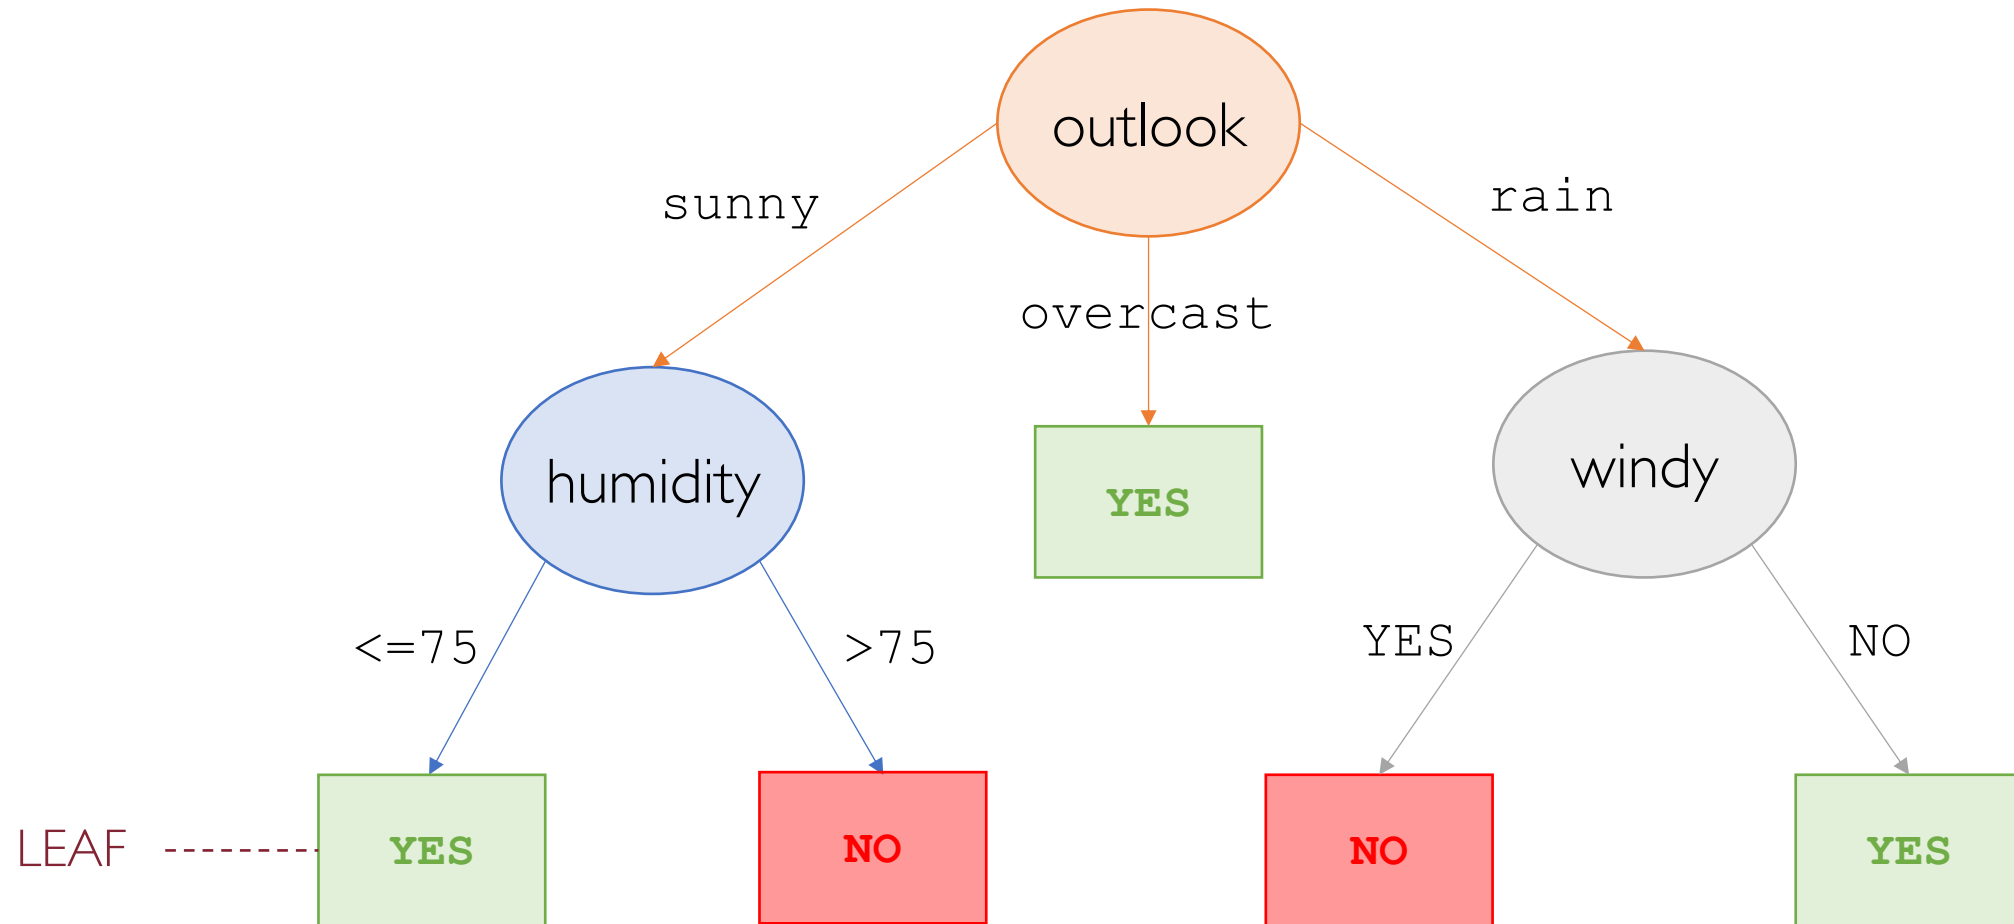 outlook
sunny
rain
overcast
humidity
YES
windy
<=75
>75
YES
NO
LEAF
YES
NO
NO
YES